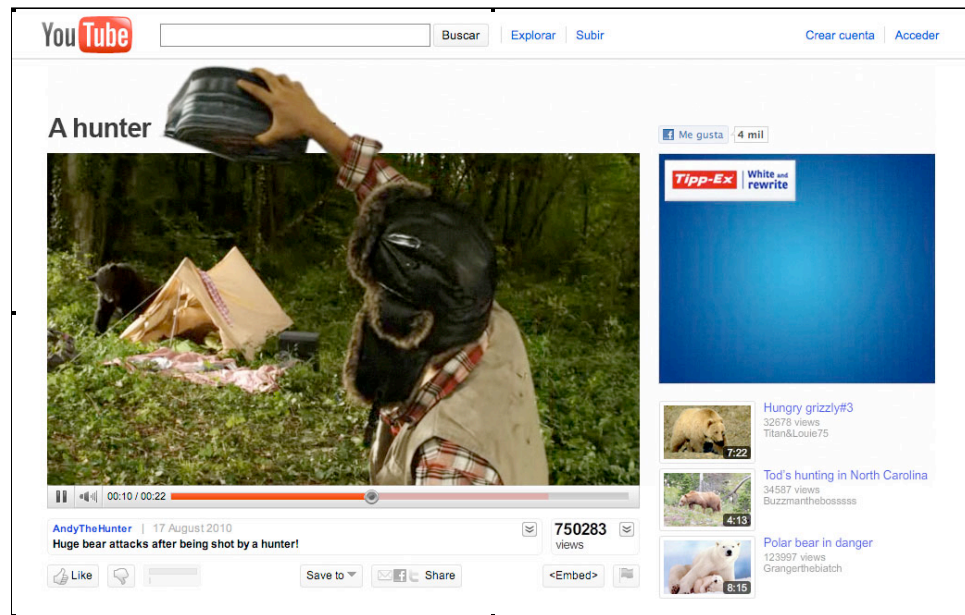 YouTube
Buscar
Explorar
Subir
Crear cuenta
Acceder
A hunter
Me gusta
4 mil
Tipp-Ex
White and
rewrite
Hungry grizzly#3
32678 views
Titan&Louie75
7:22
Tod's hunting in North Carolina
34587 views
Buzzmanthebosssss
4:13
Polar bear in danger
123997 views
Grangerthebiatch
8:15
00:10 / 00:22
AndyTheHunter | 17 August 2010
Huge bear attacks after being shot by a hunter!
750283
views
Like
Save to
Share
<Embed>